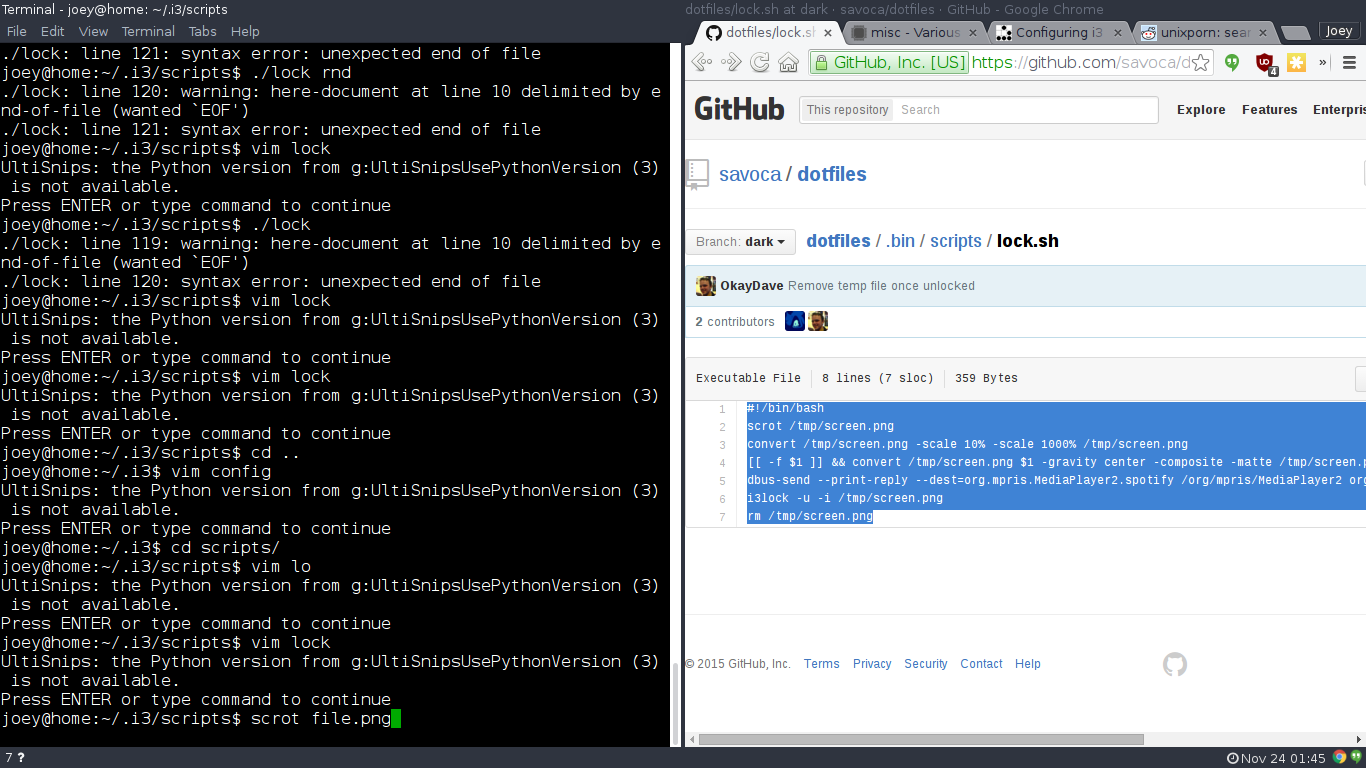 Terminal - joey@home: ~/.i3/scripts
File Edit View Terminal Tabs Help
./lock: line 121: syntax error: unexpected end of file
joey@home:~/.i3/scripts$ ./lock rnd
./lock: line 120: warning: here-document at line 10 delimited by e
nd-of-file (wanted `EOF')
./lock: line 121: syntax error: unexpected end of file
joey@home:~/.i3/scripts$ vim lock
UltiSnips: the Python version from g:UltiSnipsUsePythonVersion (3)
is not available.
Press ENTER or type command to continue
joey@home:~/.i3/scripts$ ./lock
./lock: line 119: warning: here-document at line 10 delimited by e
nd-of-file (wanted `EOF')
./lock: line 120: syntax error: unexpected end of file
joey@home:~/.i3/scripts$ vim lock
UltiSnips: the Python version from g:UltiSnipsUsePythonVersion (3)
is not available.
Press ENTER or type command to continue
joey@home:~/.i3/scripts$ vim lock
UltiSnips: the Python version from g:UltiSnipsUsePythonVersion (3)
is not available.
Press ENTER or type command to continue
joey@home:~/.i3/scripts$ cd ..
joey@home:~/.i3$ vim config
UltiSnips: the Python version from g:UltiSnipsUsePythonVersion (3)
is not available.
Press ENTER or type command to continue
joey@home:~/.i3$ cd scripts/
joey@home:~/.i3/scripts$ vim lo
UltiSnips: the Python version from g:UltiSnipsUsePythonVersion (3)
is not available.
Press ENTER or type command to continue
joey@home:~/.i3/scripts$ vim lock
UltiSnips: the Python version from g:UltiSnipsUsePythonVersion (3)
is not available.
Press ENTER or type command to continue
joey@home:~/.i3/scripts$ scrot file.png
dotfiles/lock.sh at dark · savoca/dotfiles · GitHub - Google Chrome
dotfiles/lock.sh × misc - Various × Configuring i3 × unixporn: sear × Joey
GitHub, Inc. [US] https://github.com/savoca/d 4 »
GitHub This repository Search Explore Features Enterpris
savoca / dotfiles
Branch: dark dotfiles / .bin / scripts / lock.sh
OkayDave Remove temp file once unlocked
2 contributors
Executable File 8 lines (7 sloc) 359 Bytes
1 #!/bin/bash
2 scrot /tmp/screen.png
3 convert /tmp/screen.png -scale 10% -scale 1000% /tmp/screen.png
4 [[ -f $1 ]] && convert /tmp/screen.png $1 -gravity center -composite -matte /tmp/screen.p
5 dbus-send --print-reply --dest=org.mpris.MediaPlayer2.spotify /org/mpris/MediaPlayer2 org
6 i3lock -u -i /tmp/screen.png
7 rm /tmp/screen.png
© 2015 GitHub, Inc. Terms Privacy Security Contact Help
7 ? Nov 24 01:45